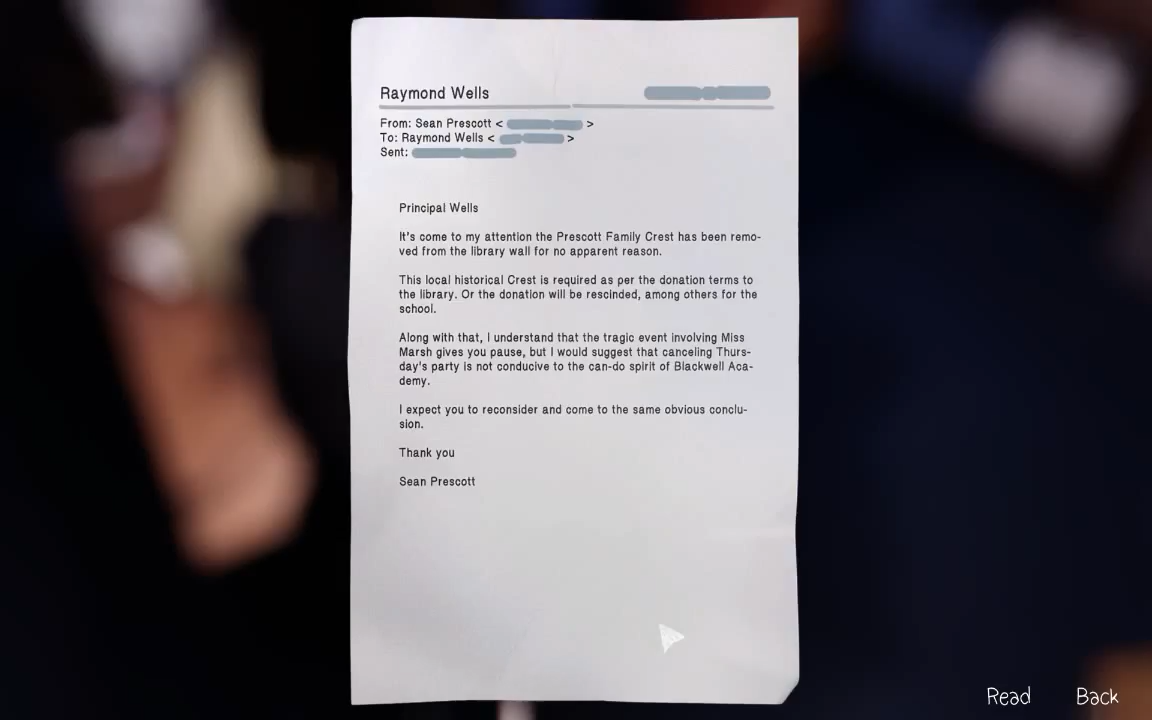 Raymond Wells
From: Sean Prescott < >
To: Raymond Wells < >
Sent:
Principal Wells
It's come to my attention the Prescott Family Crest has been remo-
ved from the library wall for no apparent reason.
This local historical Crest is required as per the donation terms to
the library. Or the donation will be rescinded, among others for the
school.
Along with that, I understand that the tragic event involving Miss
Marsh gives you pause, but I would suggest that canceling Thurs-
day's party is not conducive to the can-do spirit of Blackwell Aca-
demy.
I expect you to reconsider and come to the same obvious conclu-
sion.
Thank you
Sean Prescott
Read Back